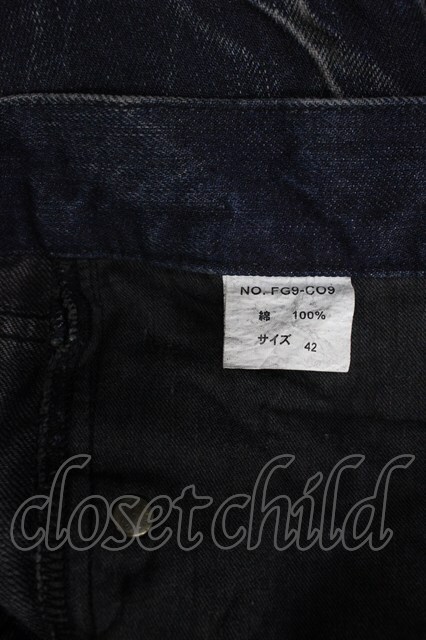 NO. FG9-CO9
綿 100%
サイズ 42
closetchild